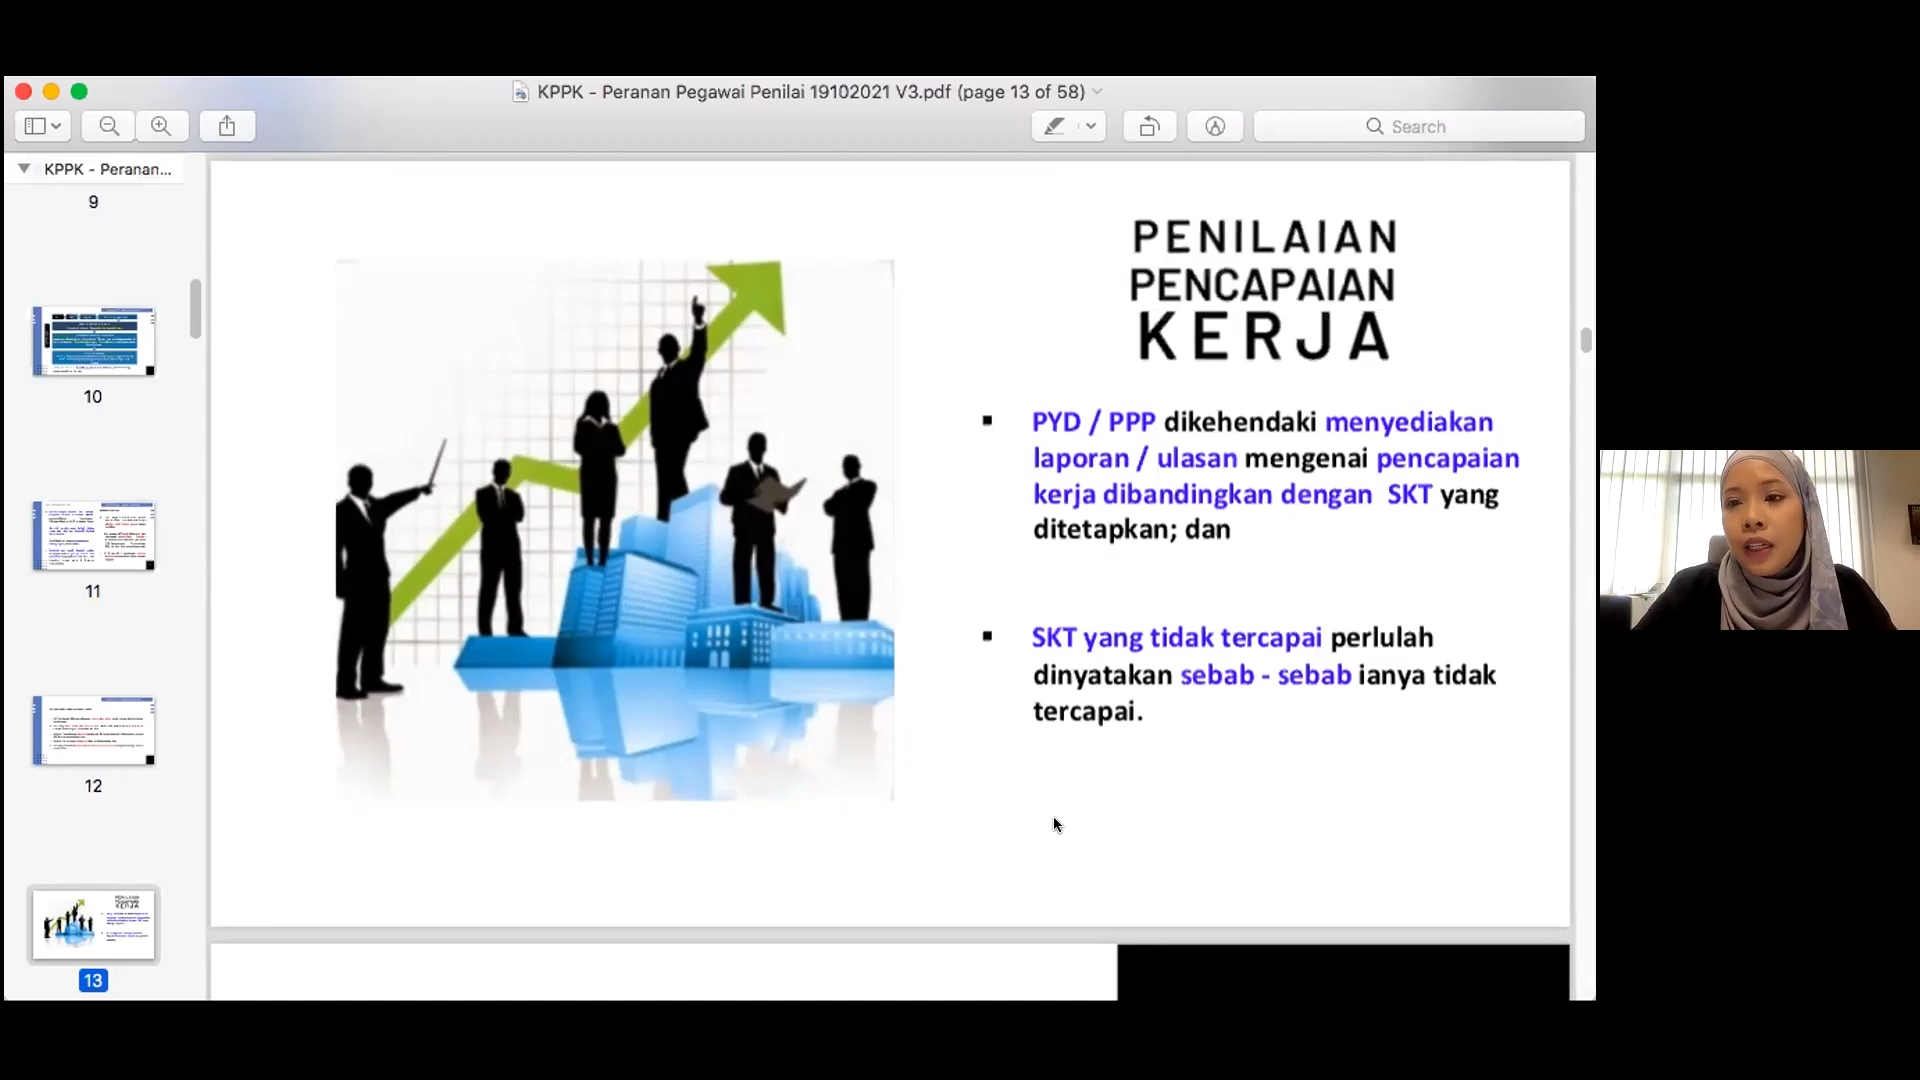 KPPK - Peranan Pegawai Penilai 19102021 V3.pdf (page 13 of 58)
Search
KPPK - Peranan...
9
10
11
12
13
PENILAIAN
PENCAPAIAN
KERJA
▪ PYD / PPP dikehendaki menyediakan
laporan / ulasan mengenai pencapaian
kerja dibandingkan dengan SKT yang
ditetapkan; dan
▪ SKT yang tidak tercapai perlulah
dinyatakan sebab - sebab ianya tidak
tercapai.